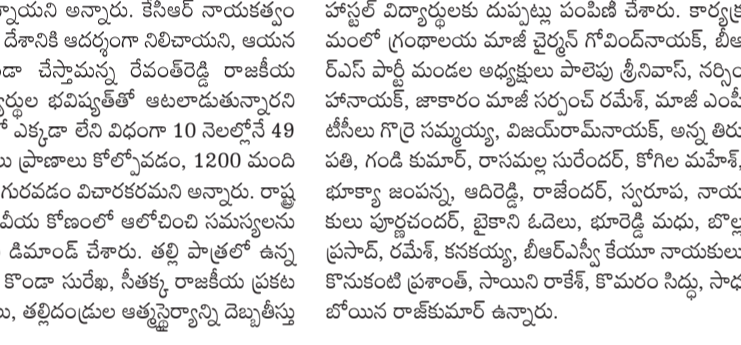 న్నాయని అన్నారు. కేసిఆర్ నాయకత్వం
దేశానికి ఆదర్శంగా నిలిచాయని, ఆయన
డా చేస్తామన్న రేవంత్‌రెడ్డి రాజకీయ
్యర్థుల భవిష్యత్‌తో ఆటలాడుతున్నారని
ఎక్కడా లేని విధంగా 10 నెలల్లోనే 49
ప్రాణాలు కోల్పోవడం, 1200 మంది
గురవడం విచారకరమని అన్నారు. రాష్ట్ర
వీయ కోణంలో ఆలోచించి సమస్యలను
డిమాండ్ చేశారు. తల్లి పాత్రలో ఉన్న
కొండా సురేఖ, సీతక్క రాజకీయ ప్రకట
తల్లిదండ్రుల ఆత్మస్థైర్యాన్ని దెబ్బతీస్తు
హాస్టల్ విద్యార్థులకు దుప్పట్లు పంపిణీ చేశారు. కార్యక్ర
మంలో గ్రంథాలయ మాజీ చైర్మన్ గోవింద్‌నాయక్, బీఆ
ర్ఎస్ పార్టీ మండల అధ్యక్షులు పాలెపు శ్రీనివాస్, నర్సిం
హానాయక్, జాకారం మాజీ సర్పంచ్ రమేశ్, మాజీ ఎంపీ
టీసీలు గొర్రె సమ్మయ్య, విజయ్‌రామ్‌నాయక్, అన్న తిరు
పతి, గండి కుమార్, రాసమల్ల సురేందర్, కోగిల మహేశ్,
భూక్యా జంపన్న, ఆదిరెడ్డి, రాజేందర్, స్వరూప, నాయ
కులు పూర్ణచందర్, బైకాని ఓదెలు, భూరెడ్డి మధు, బొల్ల
ప్రసాద్, రమేశ్, కనకయ్య, బీఆర్ఎస్వీ కేయూ నాయకులు
కొనుకంటి ప్రశాంత్, సాయిని రాకేశ్, కొమరం సిద్ధు, సాధ
బోయిన రాజ్‌కుమార్ ఉన్నారు.